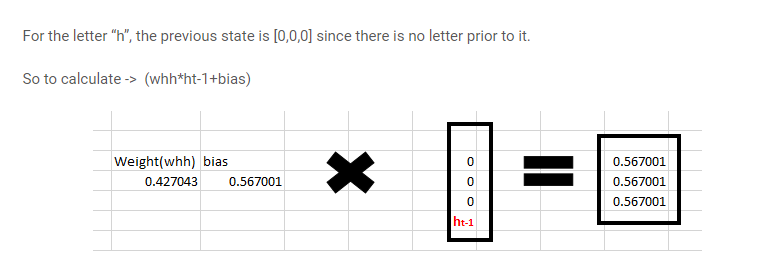 For the letter “h”, the previous state is [0,0,0] since there is no letter prior to it.
So to calculate -> (whh*ht-1+bias)
Weight(whh) bias 0 0.567001
0.427043 0.567001 0 0.567001
0 0.567001
ht-1